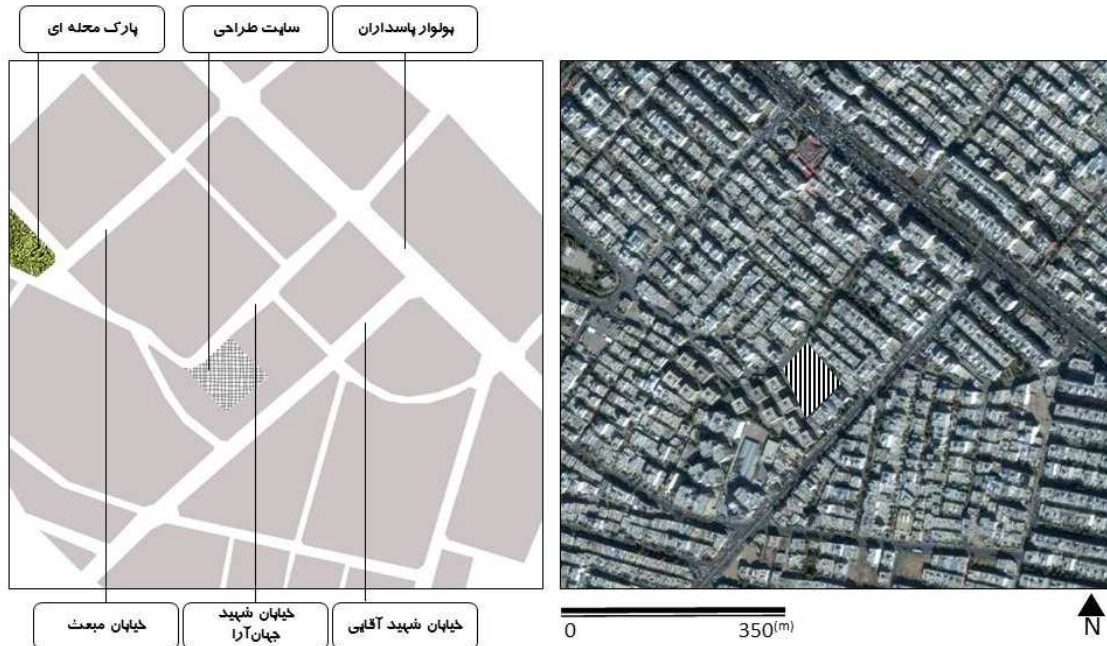 پارک محله ای
سایت طراحی
بولوار پاسداران
خیابان مبعث
خیابان شهید
جهان‌آرا
خیابان شهید آقایی
0
350(m)
N